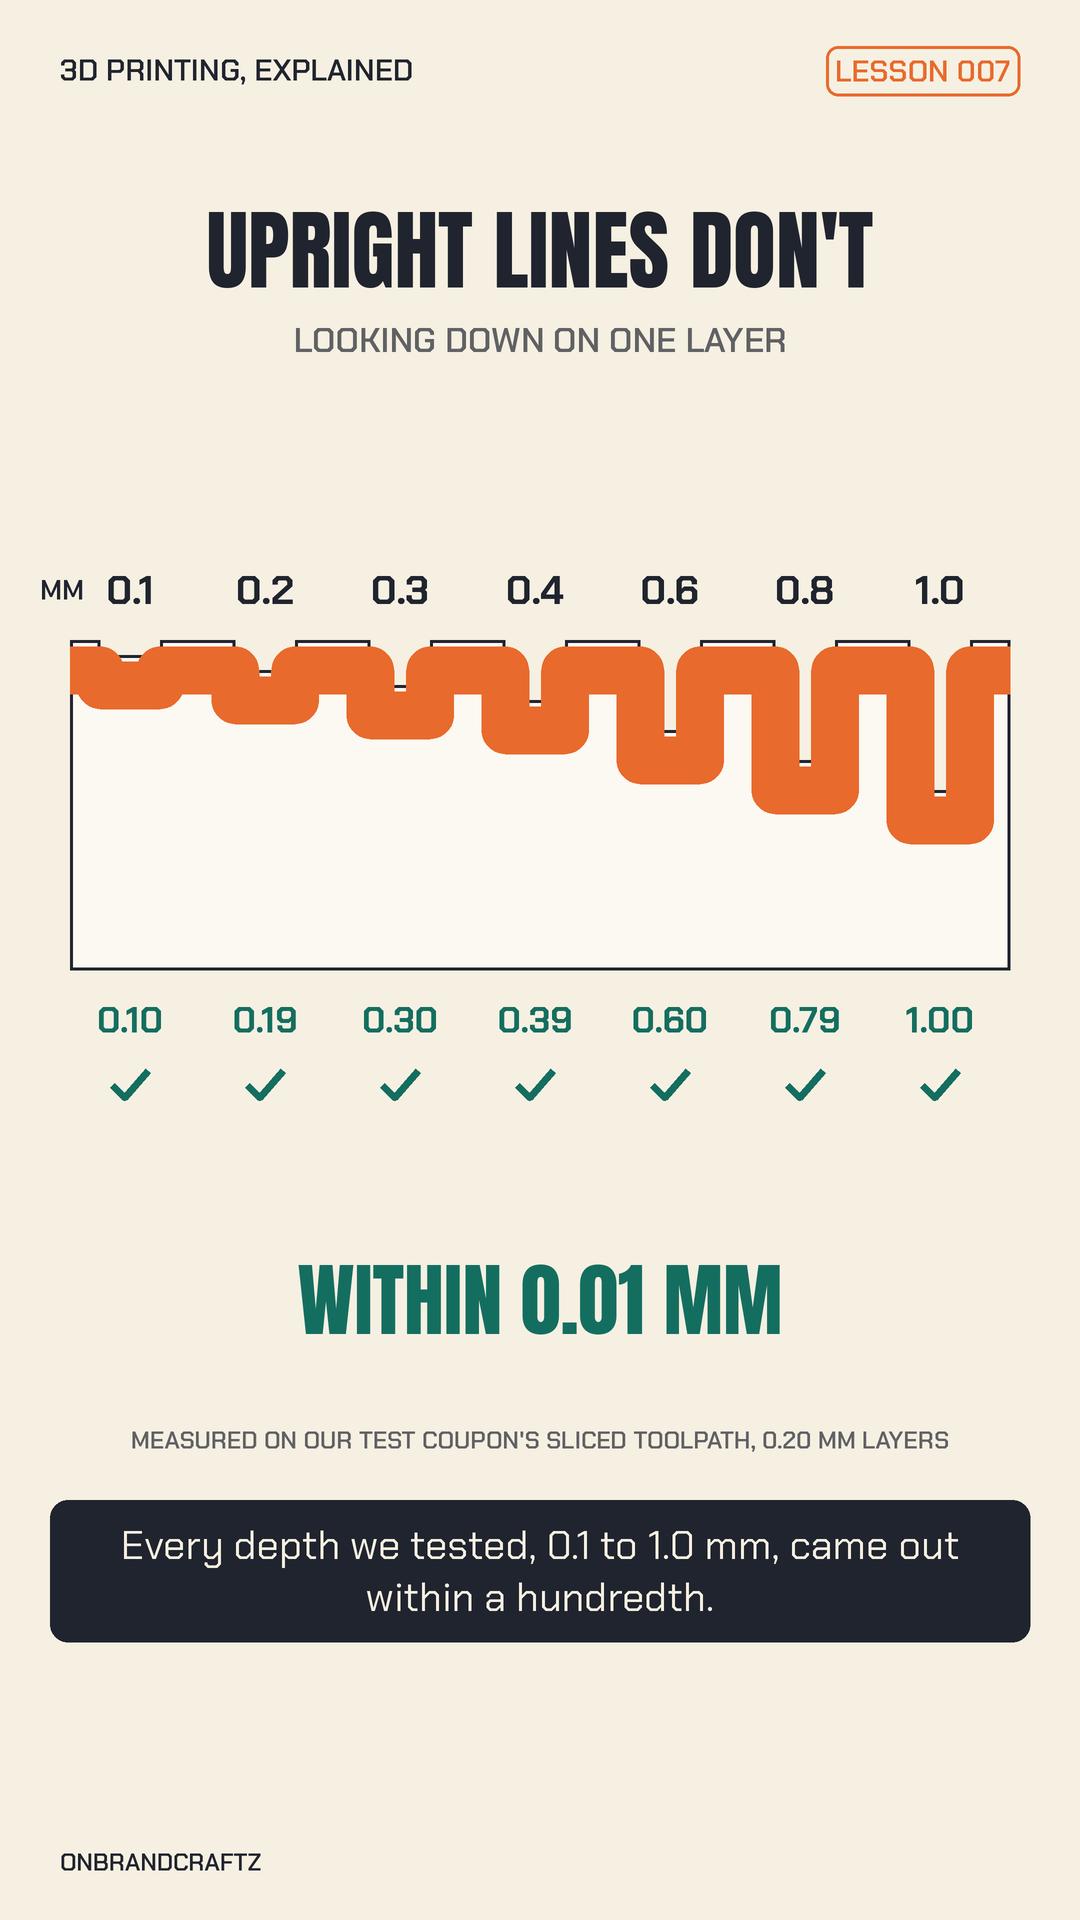 3D PRINTING, EXPLAINED
LESSON 007
UPRIGHT LINES DON'T
LOOKING DOWN ON ONE LAYER
MM 0.1 0.2 0.3 0.4 0.6 0.8 1.0
0.10 0.19 0.30 0.39 0.60 0.79 1.00
WITHIN 0.01 MM
MEASURED ON OUR TEST COUPON'S SLICED TOOLPATH, 0.20 MM LAYERS
Every depth we tested, 0.1 to 1.0 mm, came out
within a hundredth.
ONBRANDCRAFTZ